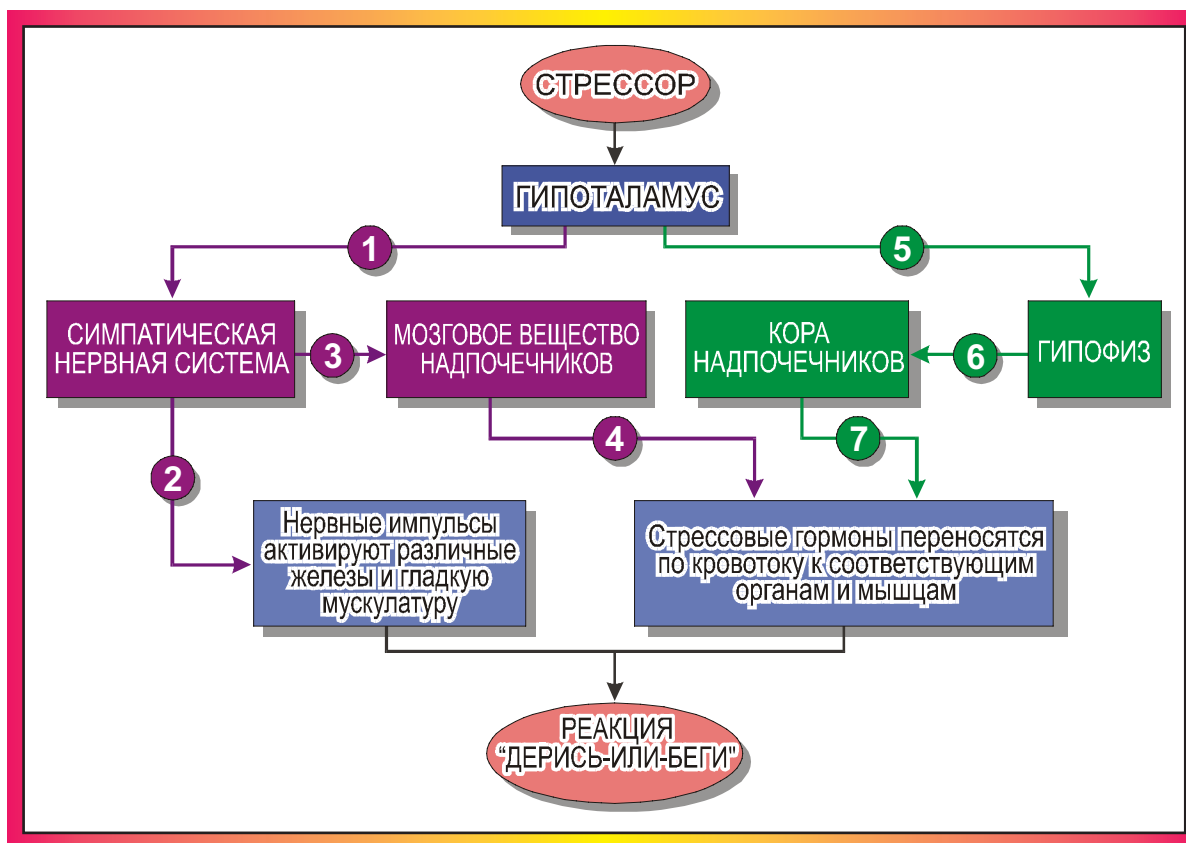 СТРЕССОР
ГИПОТАЛАМУС
1
5
СИМПАТИЧЕСКАЯ
НЕРВНАЯ СИСТЕМА
3
МОЗГОВОЕ ВЕЩЕСТВО
НАДПОЧЕЧНИКОВ
КОРА
НАДПОЧЕЧНИКОВ
6
ГИПОФИЗ
4
7
2
Нервные импульсы
активируют различные
железы и гладкую
мускулатуру
Стрессовые гормоны переносятся
по кровотоку к соответствующим
органам и мышцам
РЕАКЦИЯ
“ДЕРИСЬ-ИЛИ-БЕГИ"